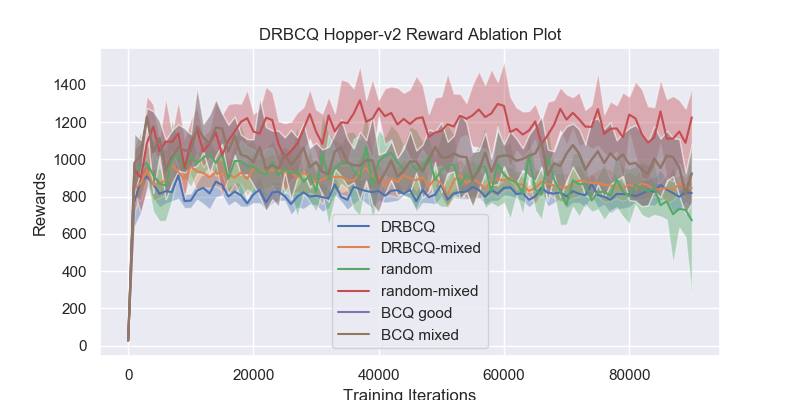 DRBCQ Hopper-v2 Reward Ablation Plot
1400
1200
1000
800
600
400
200
0
Rewards
DRBCQ
DRBCQ-mixed
random
random-mixed
BCQ good
BCQ mixed
0 20000 40000 60000 80000
Training Iterations